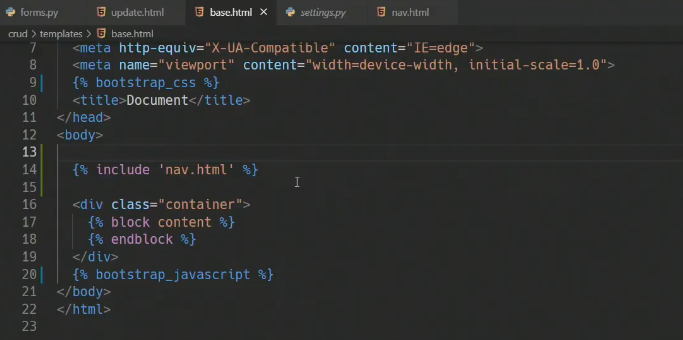 forms.py update.html base.html settings.py nav.html
crud > templates > base.html
7 <meta http-equiv="X-UA-Compatible" content="IE=edge">
8 <meta name="viewport" content="width=device-width, initial-scale=1.0">
9 {% bootstrap_css %}
10 <title>Document</title>
11 </head>
12 <body>
13
14 {% include 'nav.html' %}
15
16 <div class="container">
17 {% block content %}
18 {% endblock %}
19 </div>
20 {% bootstrap_javascript %}
21 </body>
22 </html>
23